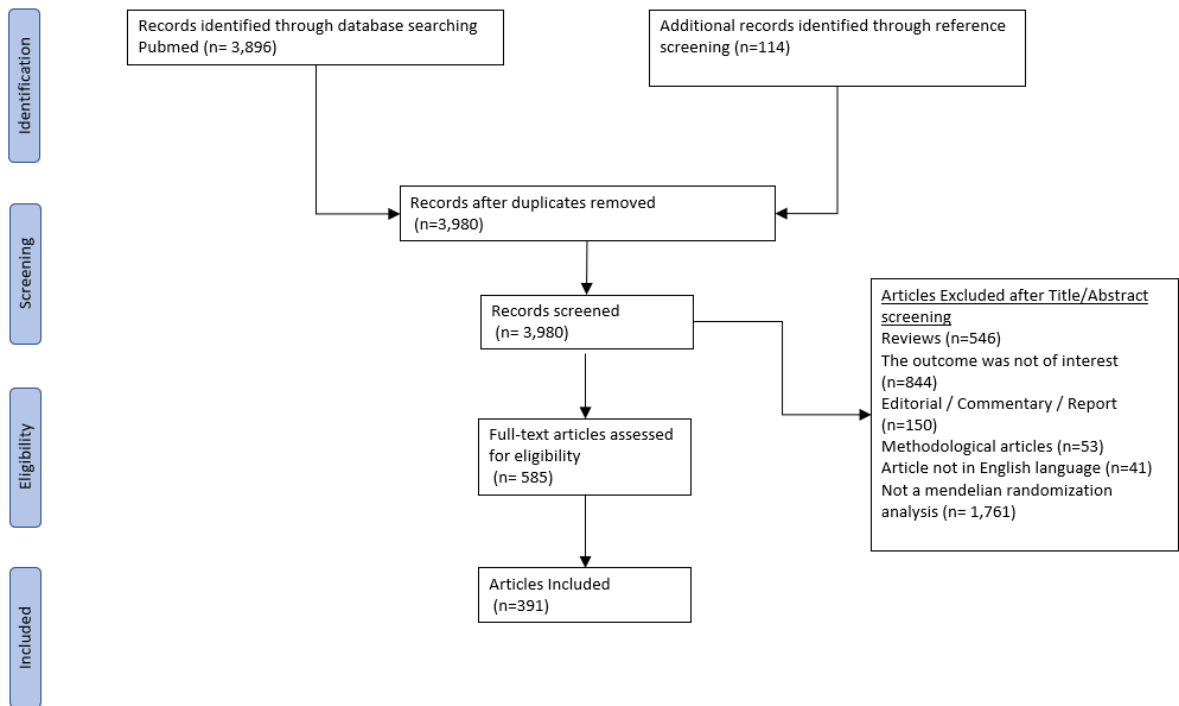 Identification
Records identified through database searching
Pubmed (n= 3,896)
Additional records identified through reference
screening (n=114)
Screening
Records after duplicates removed
(n=3,980)
Records screened
(n= 3,980)
Articles Excluded after Title/Abstract
screening
Reviews (n=546)
The outcome was not of interest
(n=844)
Editorial / Commentary / Report
(n=150)
Methodological articles (n=53)
Article not in English language (n=41)
Not a mendelian randomization
analysis (n= 1,761)
Eligibility
Full-text articles assessed
for eligibility
(n= 585)
Included
Articles Included
(n=391)